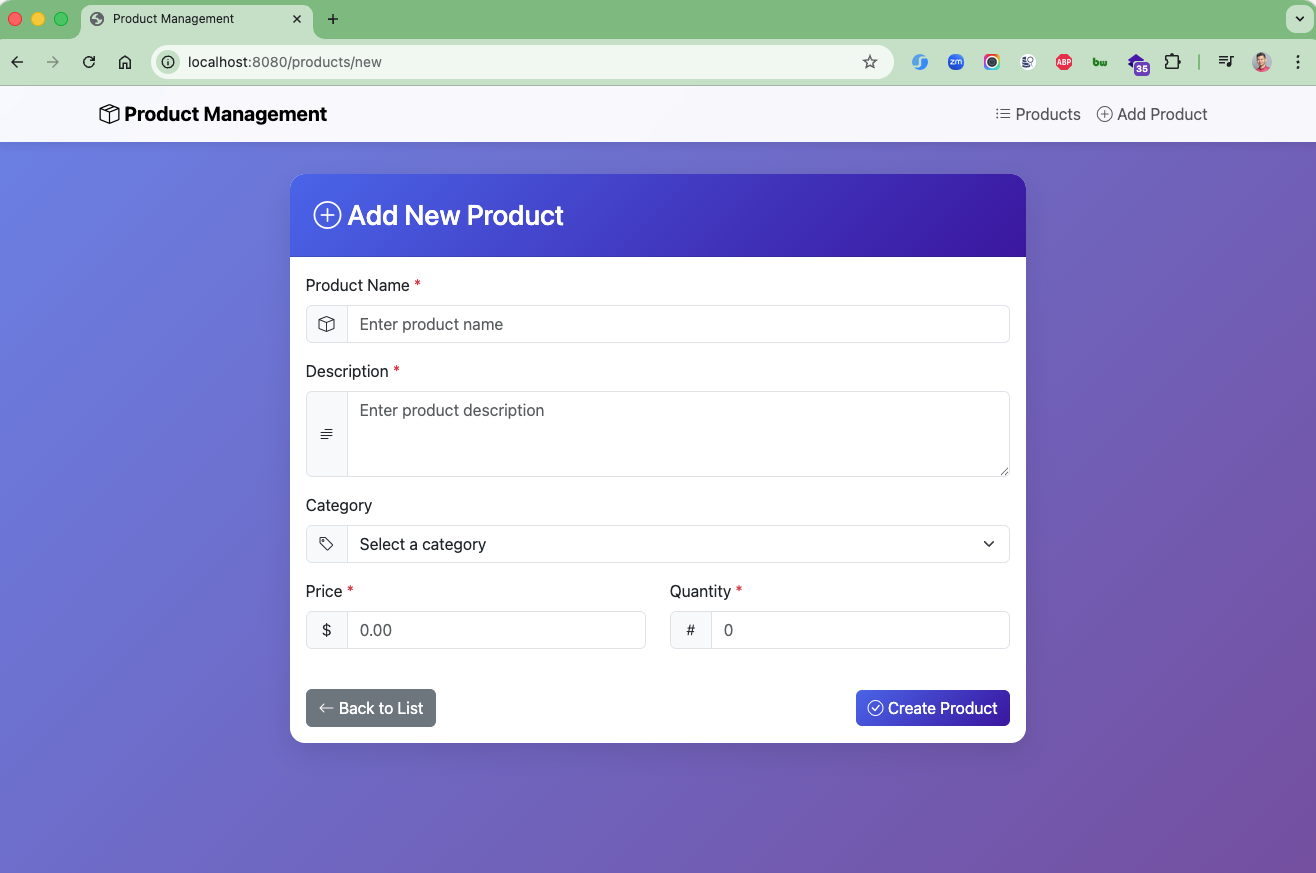 Product Management
localhost:8080/products/new
zm
ABP
bw
35
Product Management
Products
Add Product
Add New Product
Product Name *
Enter product name
Description *
Enter product description
Category
Select a category
Price *
Quantity *
$
0.00
#
0
Back to List
Create Product